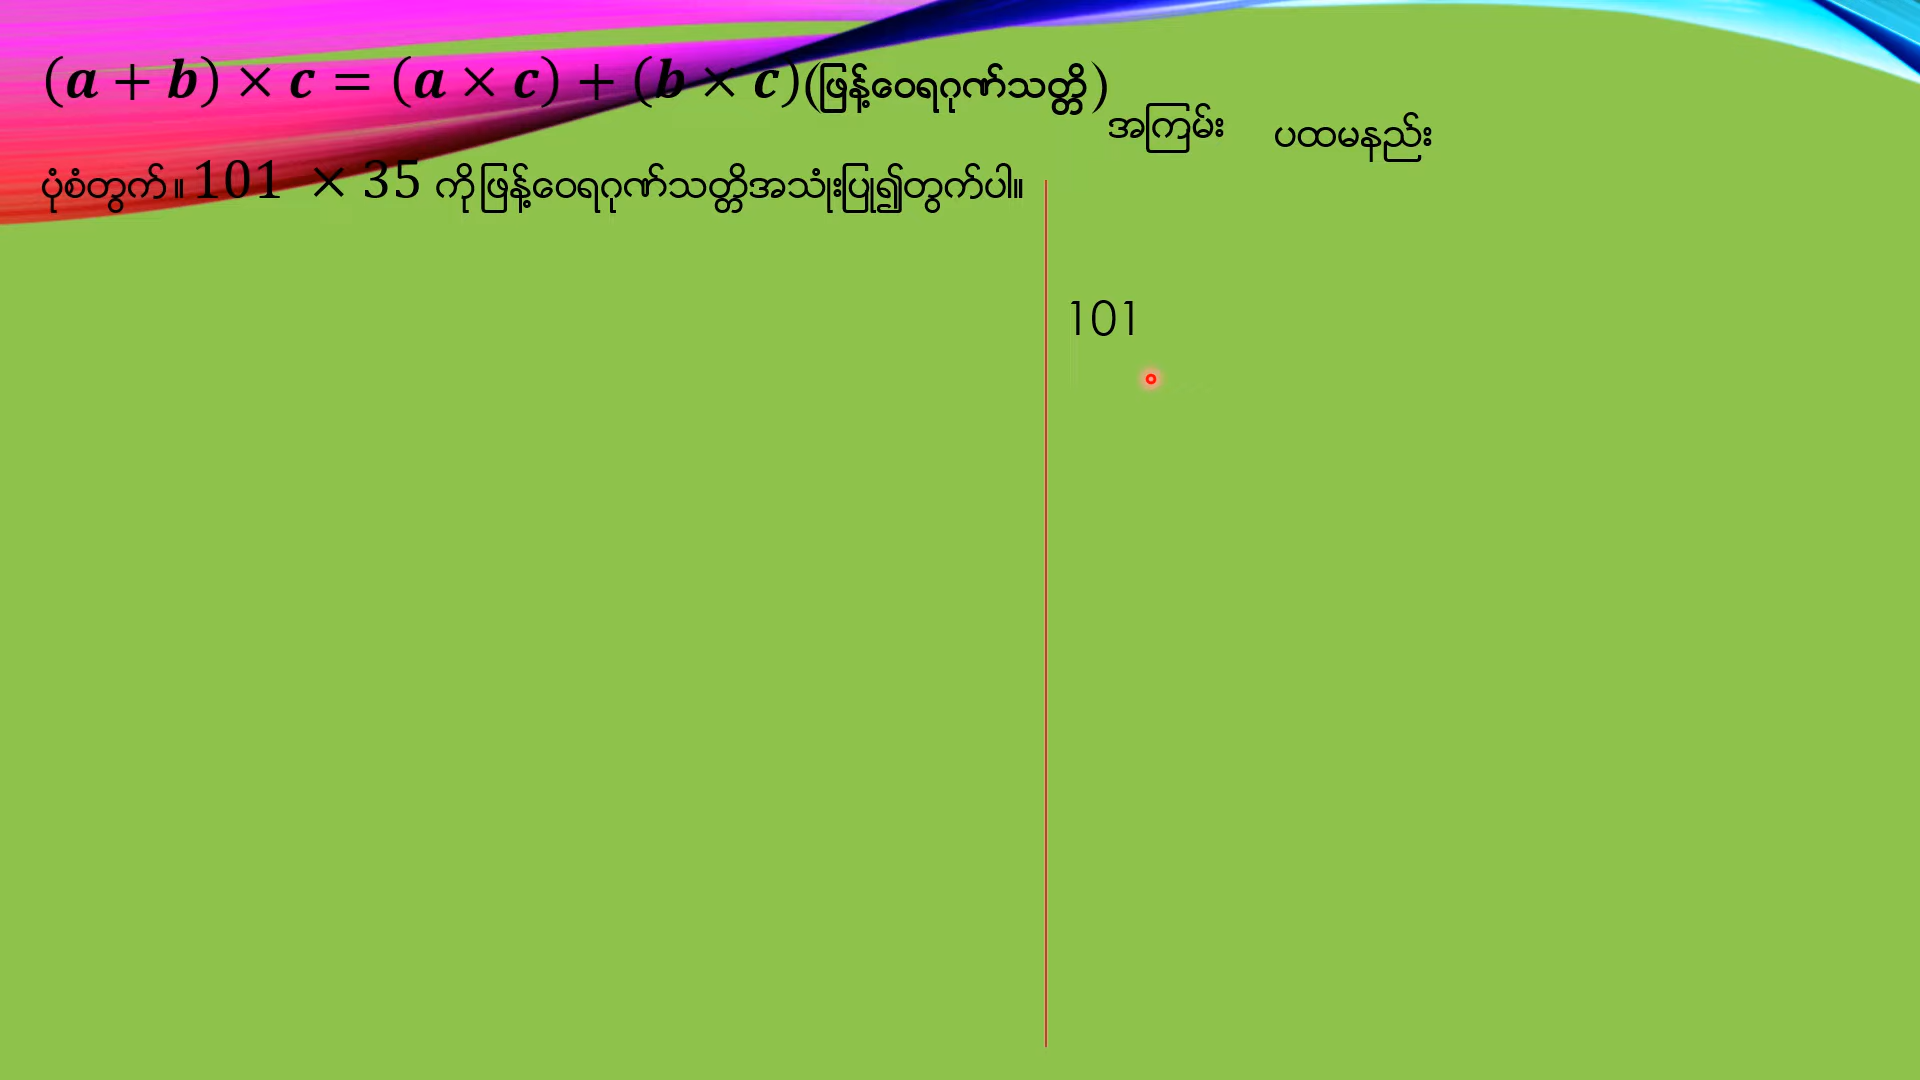 (a + b) × c = (a × c) + (b × c)(ဖြန့်ဝေရဂုဏ်သတ္တိ)
အကြမ်း ပထမနည်း
ပုံစံတွက်။ 101 × 35 ကိုဖြန့်ဝေရဂုဏ်သတ္တိအသုံးပြု၍တွက်ပါ။
101